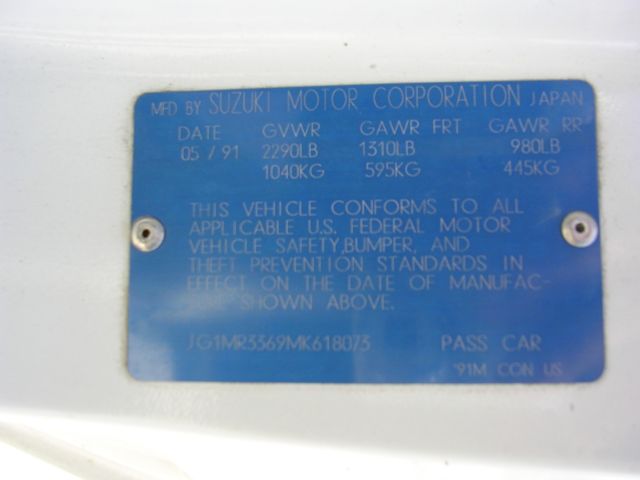 MFD BY SUZUKI MOTOR CORPORATION JAPAN
DATE GVWR GAWR FRT GAWR RR
05 / 91 2290LB 1310LB 980LB
1040KG 595KG 445KG
THIS VEHICLE CONFORMS TO ALL
APPLICABLE U.S. FEDERAL MOTOR
VEHICLE SAFETY,BUMPER, AND
THEFT PREVENTION STANDARDS IN
EFFECT ON THE DATE OF MANUFAC-
TURE SHOWN ABOVE.
JG1MR3369MK618073 PASS CAR
'91M CON US